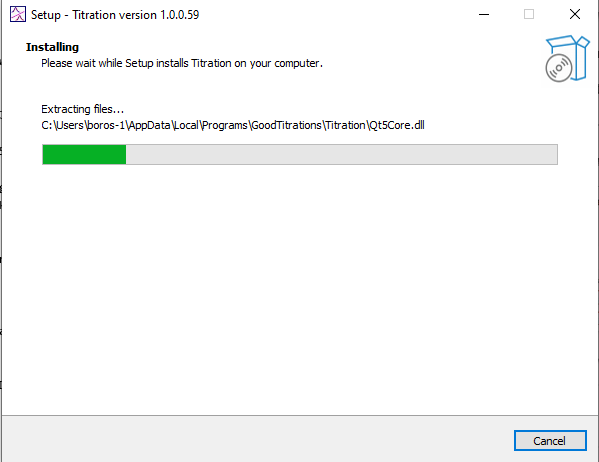 Setup - Titration version 1.0.0.59
Installing
Please wait while Setup installs Titration on your computer.
Extracting files...
C:\Users\boros-1\AppData\Local\Programs\GoodTitrations\Titration\Qt5Core.dll
Cancel